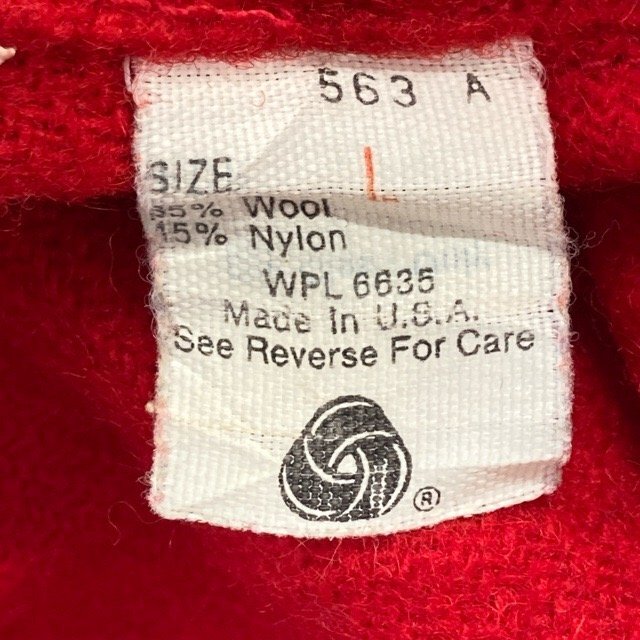 563 A
SIZE L
85% Wool
15% Nylon
WPL 6635
Made In U.S.A.
See Reverse For Care
®